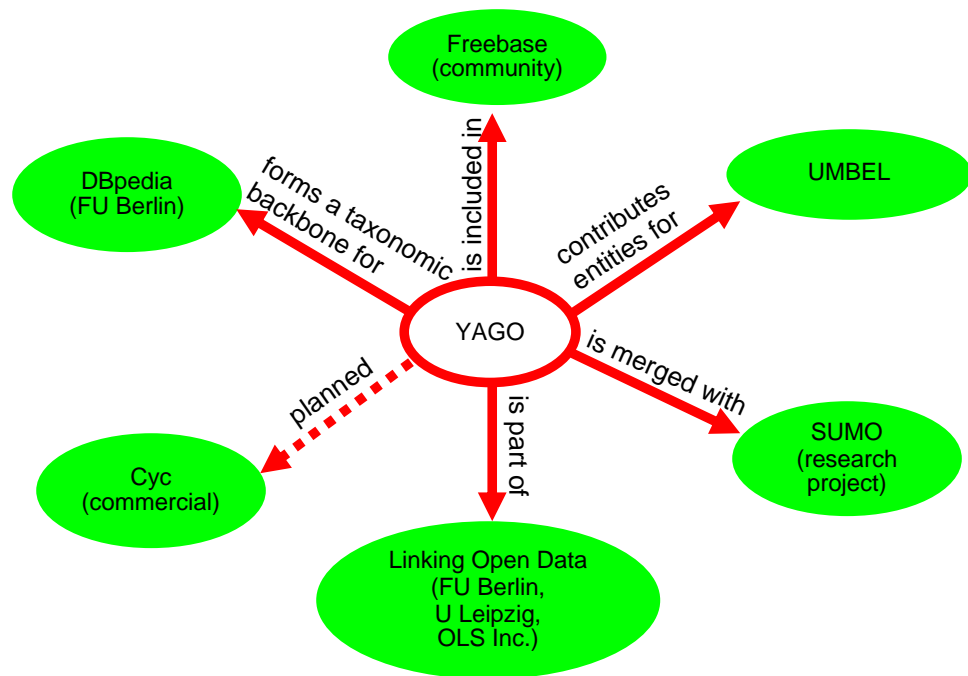 Freebase
(community)
is included in
DBpedia
(FU Berlin)
forms a taxonomic
backbone for
UMBEL
contributes
entities for
YAGO
is merged with
SUMO
(research
project)
planned
Cyc
(commercial)
is part of
Linking Open Data
(FU Berlin,
U Leipzig,
OLS Inc.)